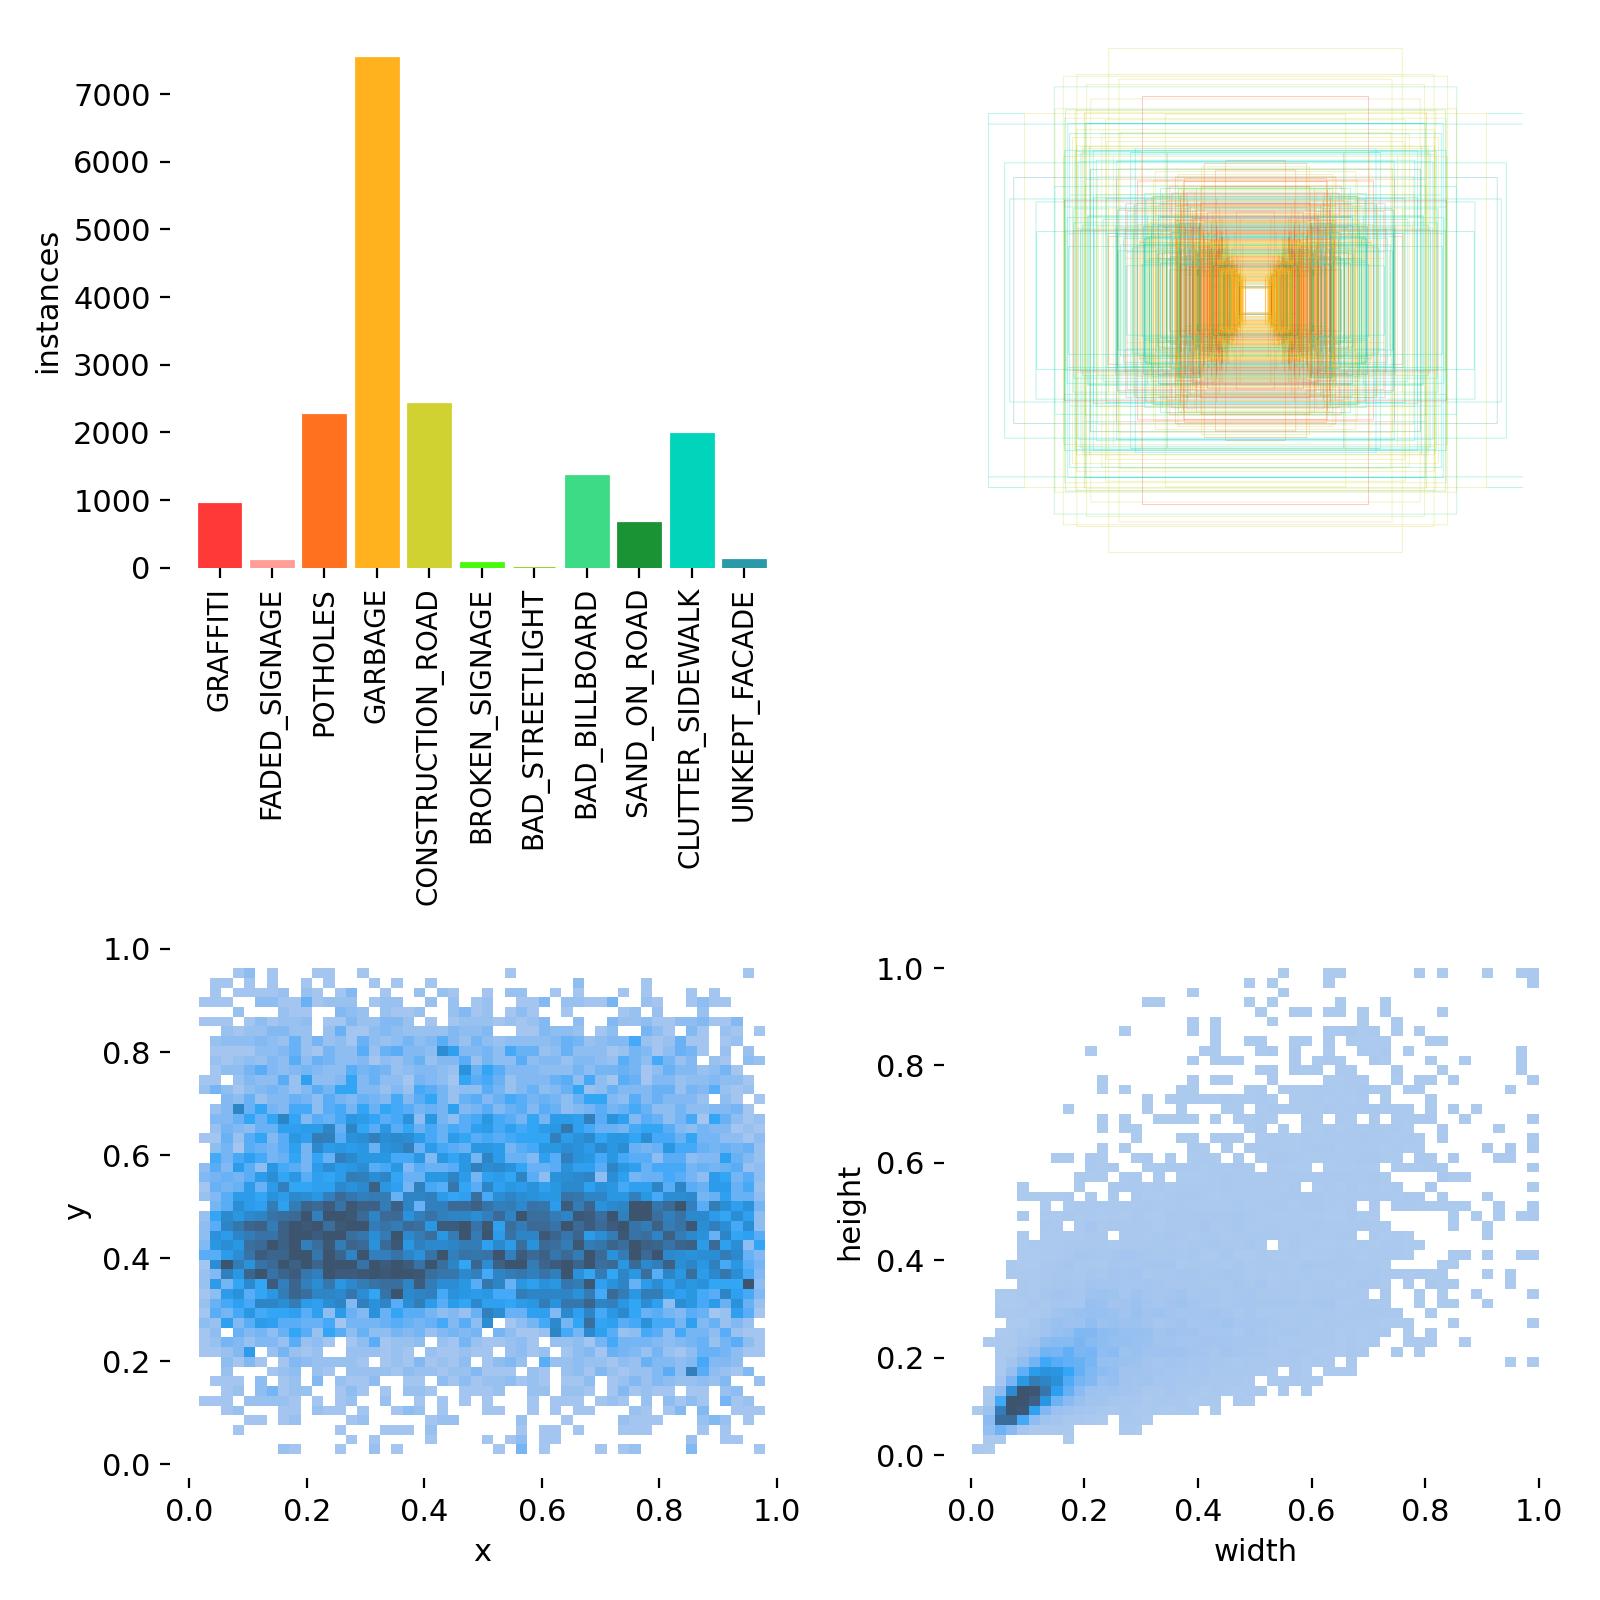 7000
6000
5000
4000
3000
2000
1000
0
instances
GRAFFITI
FADED_SIGNAGE
POTHOLES
GARBAGE
CONSTRUCTION_ROAD
BROKEN_SIGNAGE
BAD_STREETLIGHT
BAD_BILLBOARD
SAND_ON_ROAD
CLUTTER_SIDEWALK
UNKEPT_FACADE
1.0
0.8
0.6
0.4
0.2
0.0
y
0.0 0.2 0.4 0.6 0.8 1.0
x
1.0
0.8
0.6
0.4
0.2
0.0
height
0.0 0.2 0.4 0.6 0.8 1.0
width